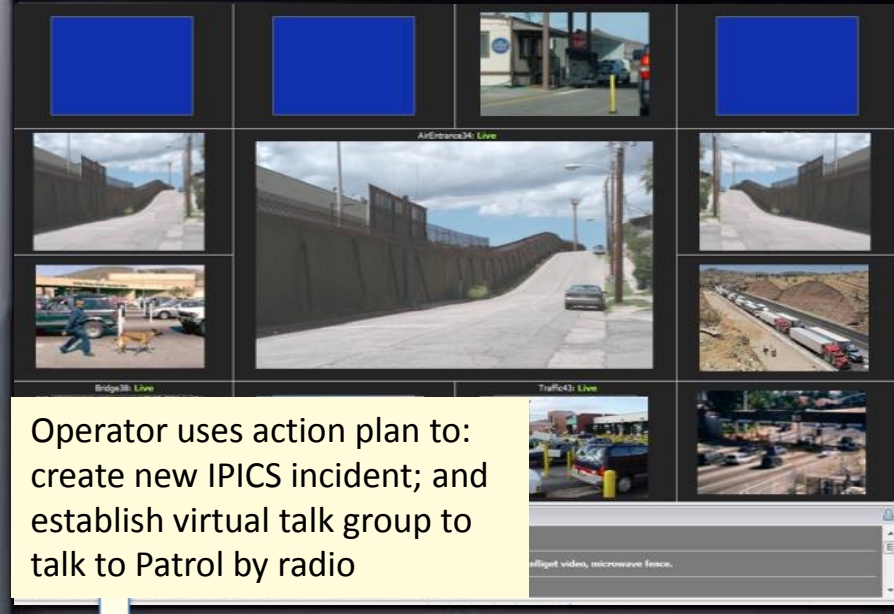 AirEntrance34: Live
Bridge38: Live
Traffic43: Live
Operator uses action plan to:
create new IPICS incident; and
establish virtual talk group to
talk to Patrol by radio
elliget video, microwave fence.